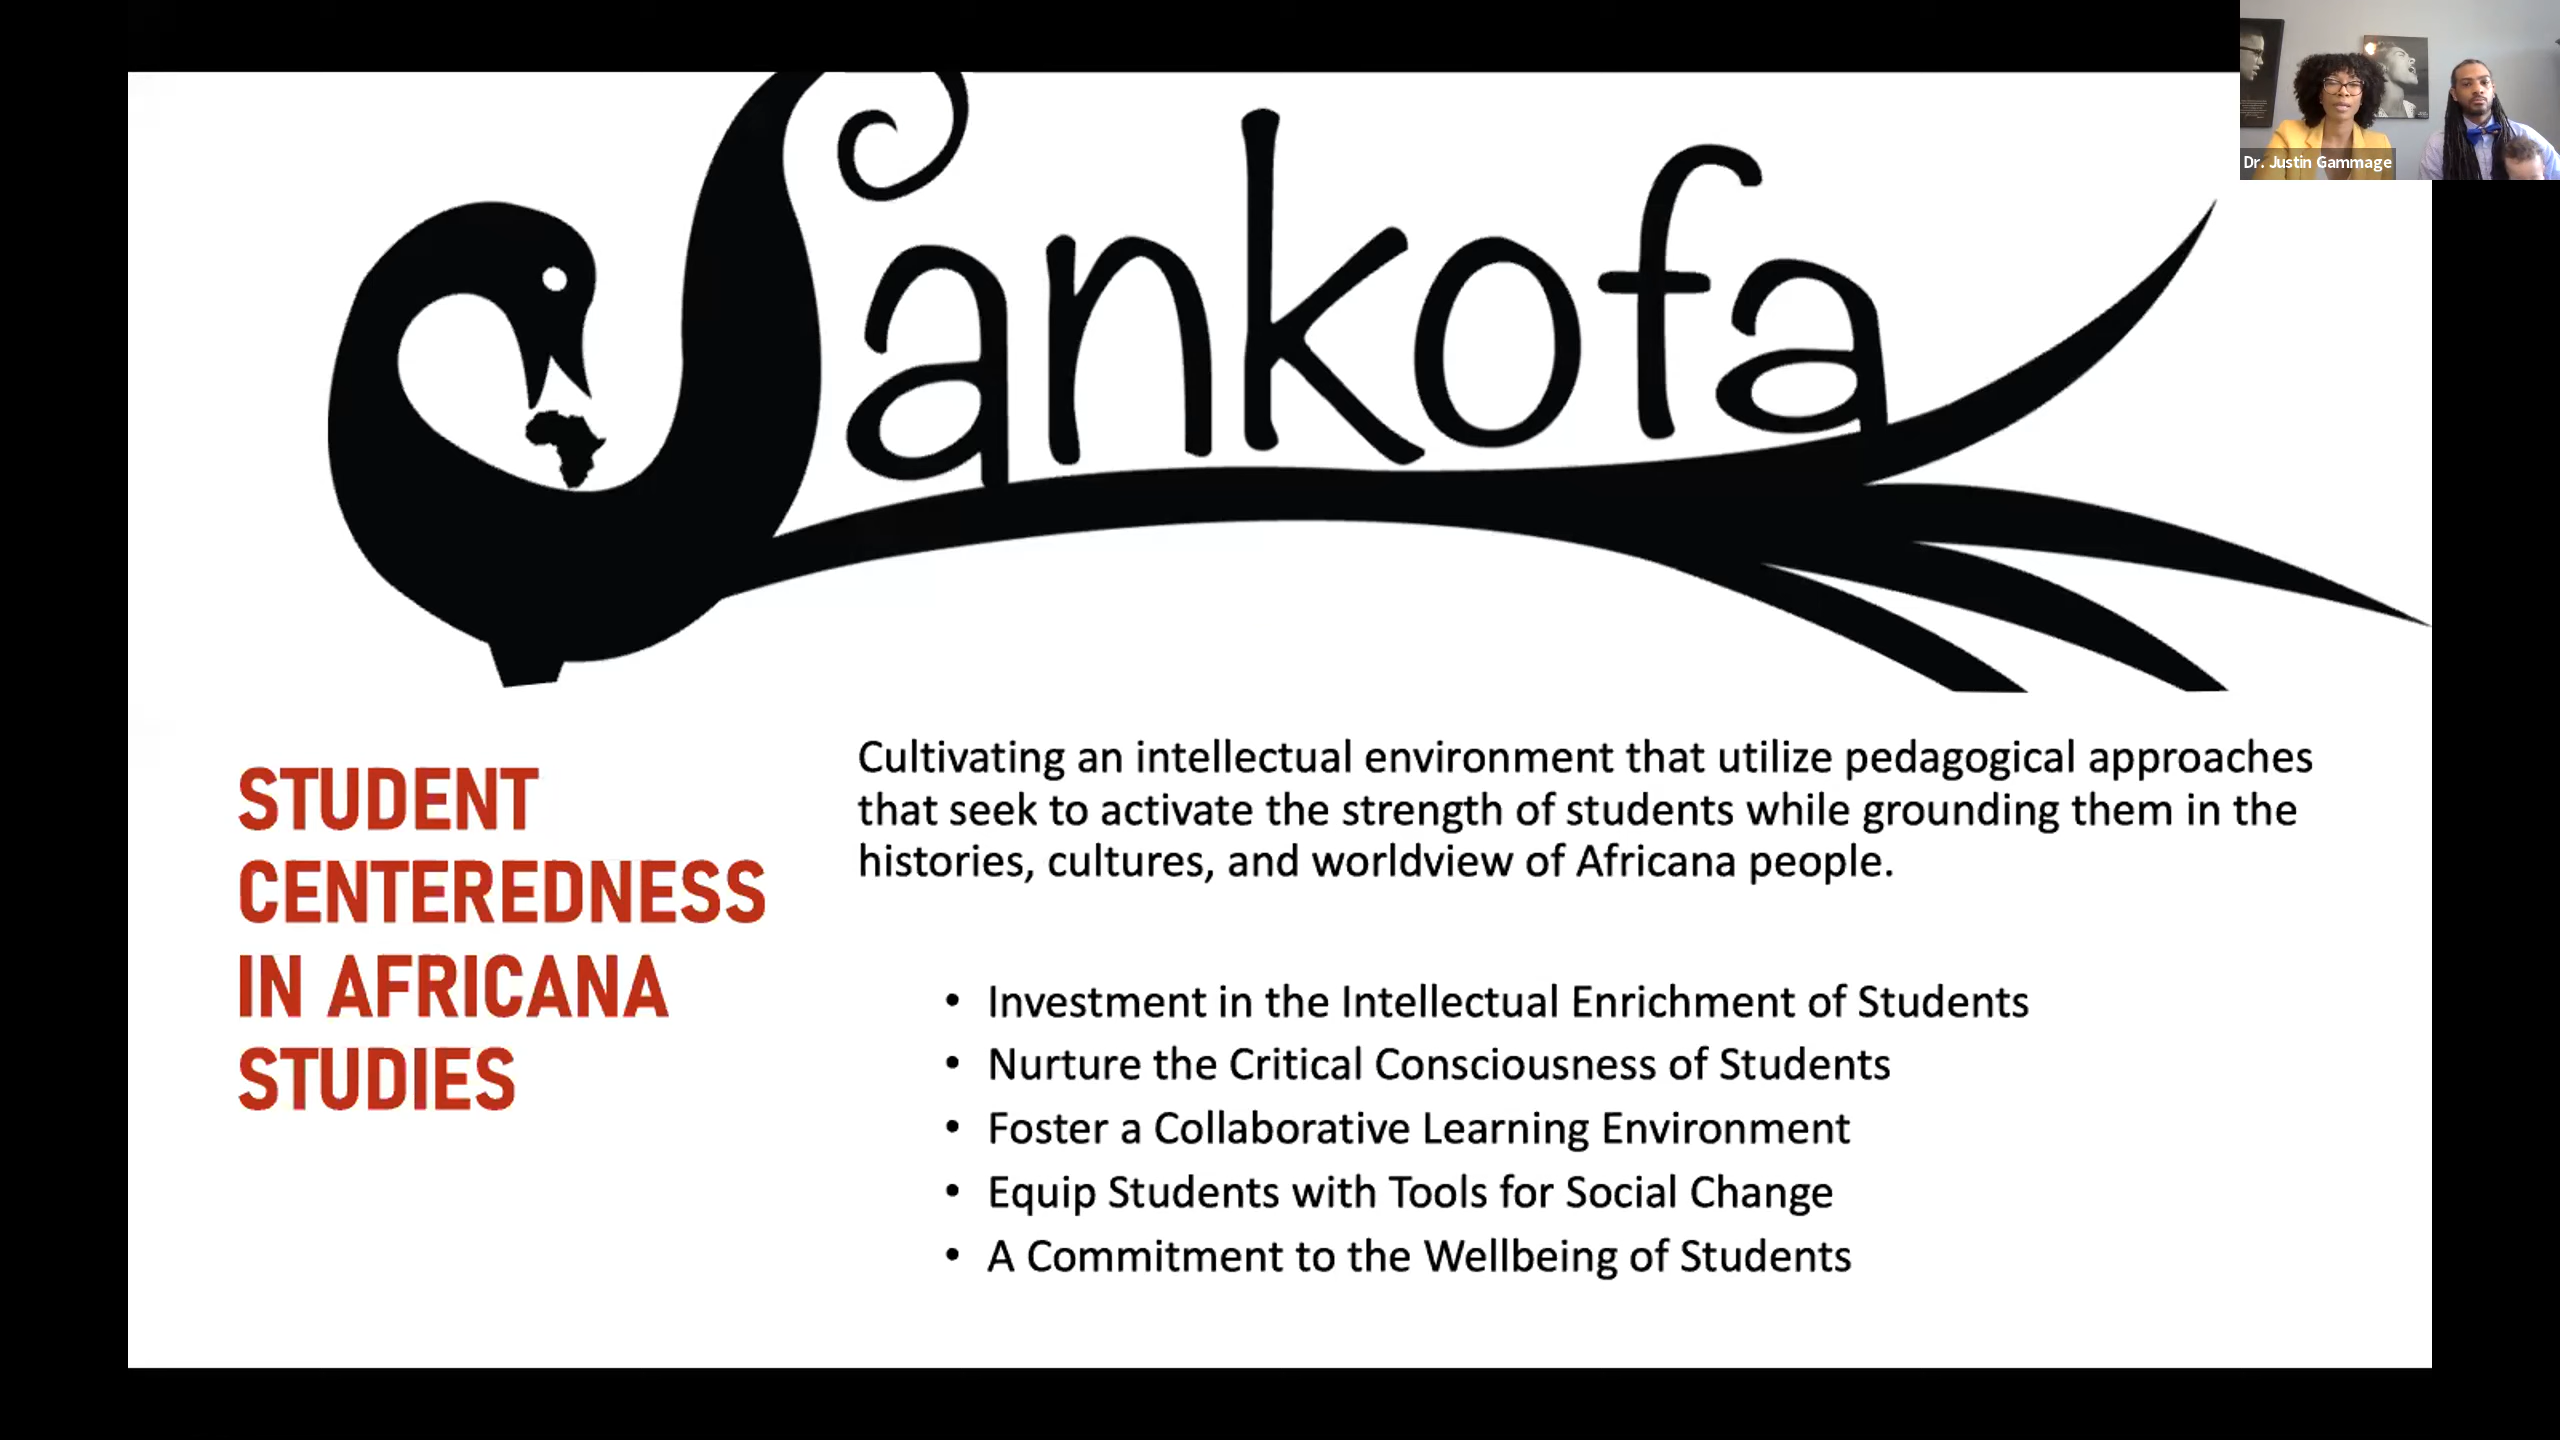 Sankofa
Dr. Justin Gammage
STUDENT
CENTEREDNESS
IN AFRICANA
STUDIES
Cultivating an intellectual environment that utilize pedagogical approaches
that seek to activate the strength of students while grounding them in the
histories, cultures, and worldview of Africana people.
• Investment in the Intellectual Enrichment of Students
• Nurture the Critical Consciousness of Students
• Foster a Collaborative Learning Environment
• Equip Students with Tools for Social Change
• A Commitment to the Wellbeing of Students